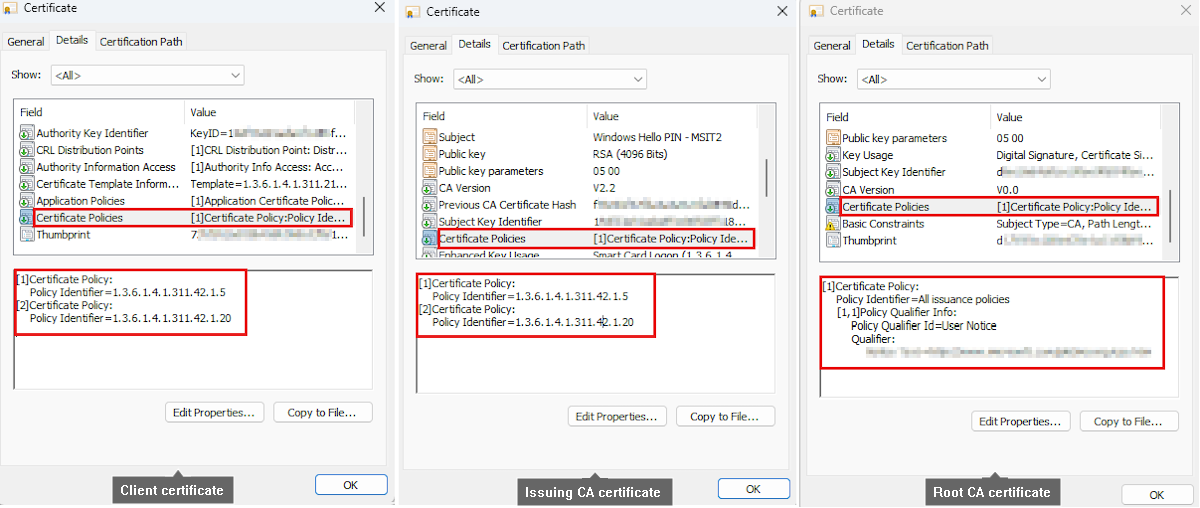 Certificate
General Details Certification Path
Show: <All>
Field Value
Authority Key Identifier KeyID=1
CRL Distribution Points [1]CRL Distribution Point: Distr...
Authority Information Access [1]Authority Info Access: Acc...
Certificate Template Inform... Template=1.3.6.1.4.1.311.21...
Application Policies [1]Application Certificate Polic...
Certificate Policies [1]Certificate Policy:Policy Ide...
Thumbprint 7
[1]Certificate Policy:
Policy Identifier=1.3.6.1.4.1.311.42.1.5
[2]Certificate Policy:
Policy Identifier=1.3.6.1.4.1.311.42.1.20
Edit Properties... Copy to File...
OK
Client certificate
Certificate
General Details Certification Path
Show: <All>
Field Value
Subject Windows Hello PIN - MSIT2
Public key RSA (4096 Bits)
Public key parameters 05 00
CA Version V2.2
Previous CA Certificate Hash f
Subject Key Identifier 1
Certificate Policies [1]Certificate Policy:Policy Ide...
Enhanced Key Usage Smart Card Logon (1.3.6.1.4
[1]Certificate Policy:
Policy Identifier=1.3.6.1.4.1.311.42.1.5
[2]Certificate Policy:
Policy Identifier=1.3.6.1.4.1.311.42.1.20
Edit Properties... Copy to File...
OK
Issuing CA certificate
Certificate
General Details Certification Path
Show: <All>
Field Value
Public key parameters 05 00
Key Usage Digital Signature, Certificate Si...
Subject Key Identifier d
CA Version V0.0
Certificate Policies [1]Certificate Policy:Policy Ide...
Basic Constraints Subject Type=CA, Path Lengt...
Thumbprint d
[1]Certificate Policy:
Policy Identifier=All issuance policies
[1,1]Policy Qualifier Info:
Policy Qualifier Id=User Notice
Qualifier:
Edit Properties... Copy to File...
OK
Root CA certificate